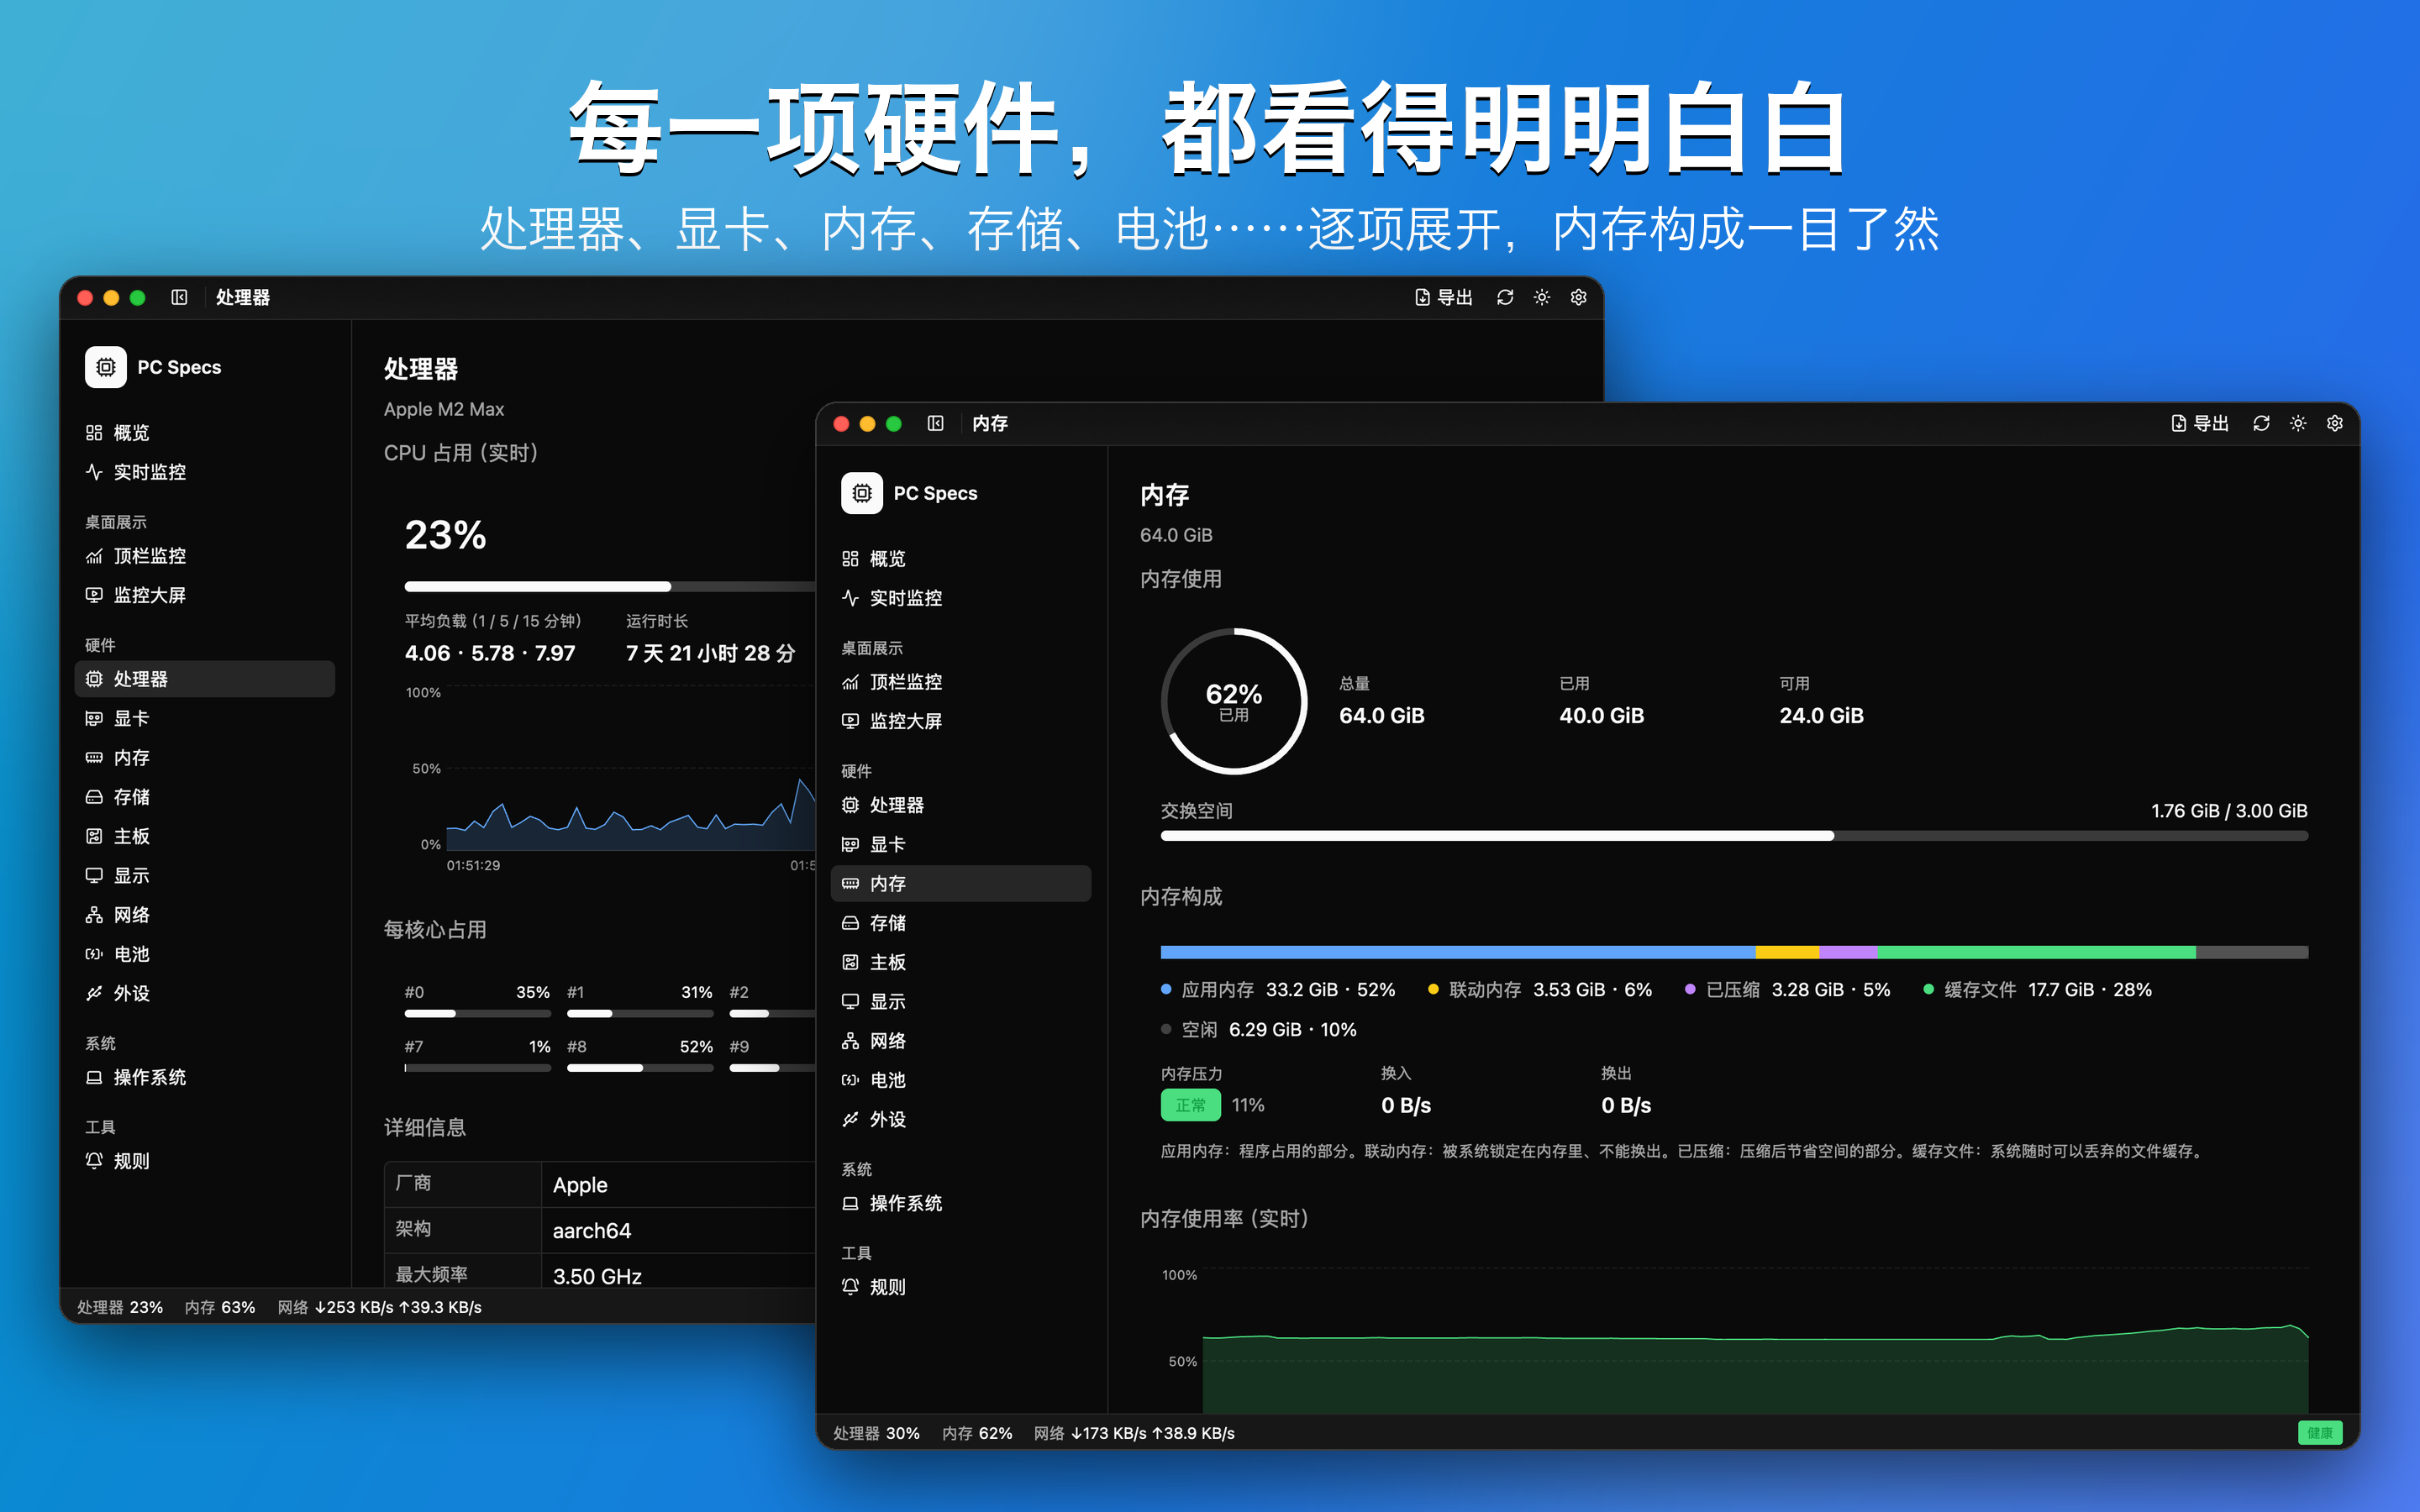 每一项硬件，都看得明明白白
处理器、显卡、内存、存储、电池……逐项展开，内存构成一目了然
处理器
导出
PC Specs
概览
实时监控
桌面展示
顶栏监控
监控大屏
硬件
处理器
显卡
内存
存储
主板
显示
网络
电池
外设
系统
操作系统
工具
规则
处理器
Apple M2 Max
CPU 占用（实时）
23%
平均负载 (1 / 5 / 15 分钟) 运行时长
4.06 · 5.78 · 7.97 7 天 21 小时 28 分
100%
50%
0%
01:51:29 01:5
每核心占用
#0 35% #1 31% #2
#7 1% #8 52% #9
详细信息
厂商 Apple
架构 aarch64
最大频率 3.50 GHz
处理器 23% 内存 63% 网络 ↓253 KB/s ↑39.3 KB/s
内存
导出
PC Specs
概览
实时监控
桌面展示
顶栏监控
监控大屏
硬件
处理器
显卡
内存
存储
主板
显示
网络
电池
外设
系统
操作系统
工具
规则
内存
64.0 GiB
内存使用
62%
已用
总量 已用 可用
64.0 GiB 40.0 GiB 24.0 GiB
交换空间 1.76 GiB / 3.00 GiB
内存构成
应用内存 33.2 GiB · 52% 联动内存 3.53 GiB · 6% 已压缩 3.28 GiB · 5% 缓存文件 17.7 GiB · 28%
空闲 6.29 GiB · 10%
内存压力 换入 换出
正常 11% 0 B/s 0 B/s
应用内存：程序占用的部分。联动内存：被系统锁定在内存里、不能换出。已压缩：压缩后节省空间的部分。缓存文件：系统随时可以丢弃的文件缓存。
内存使用率（实时）
100%
50%
处理器 30% 内存 62% 网络 ↓173 KB/s ↑38.9 KB/s
健康